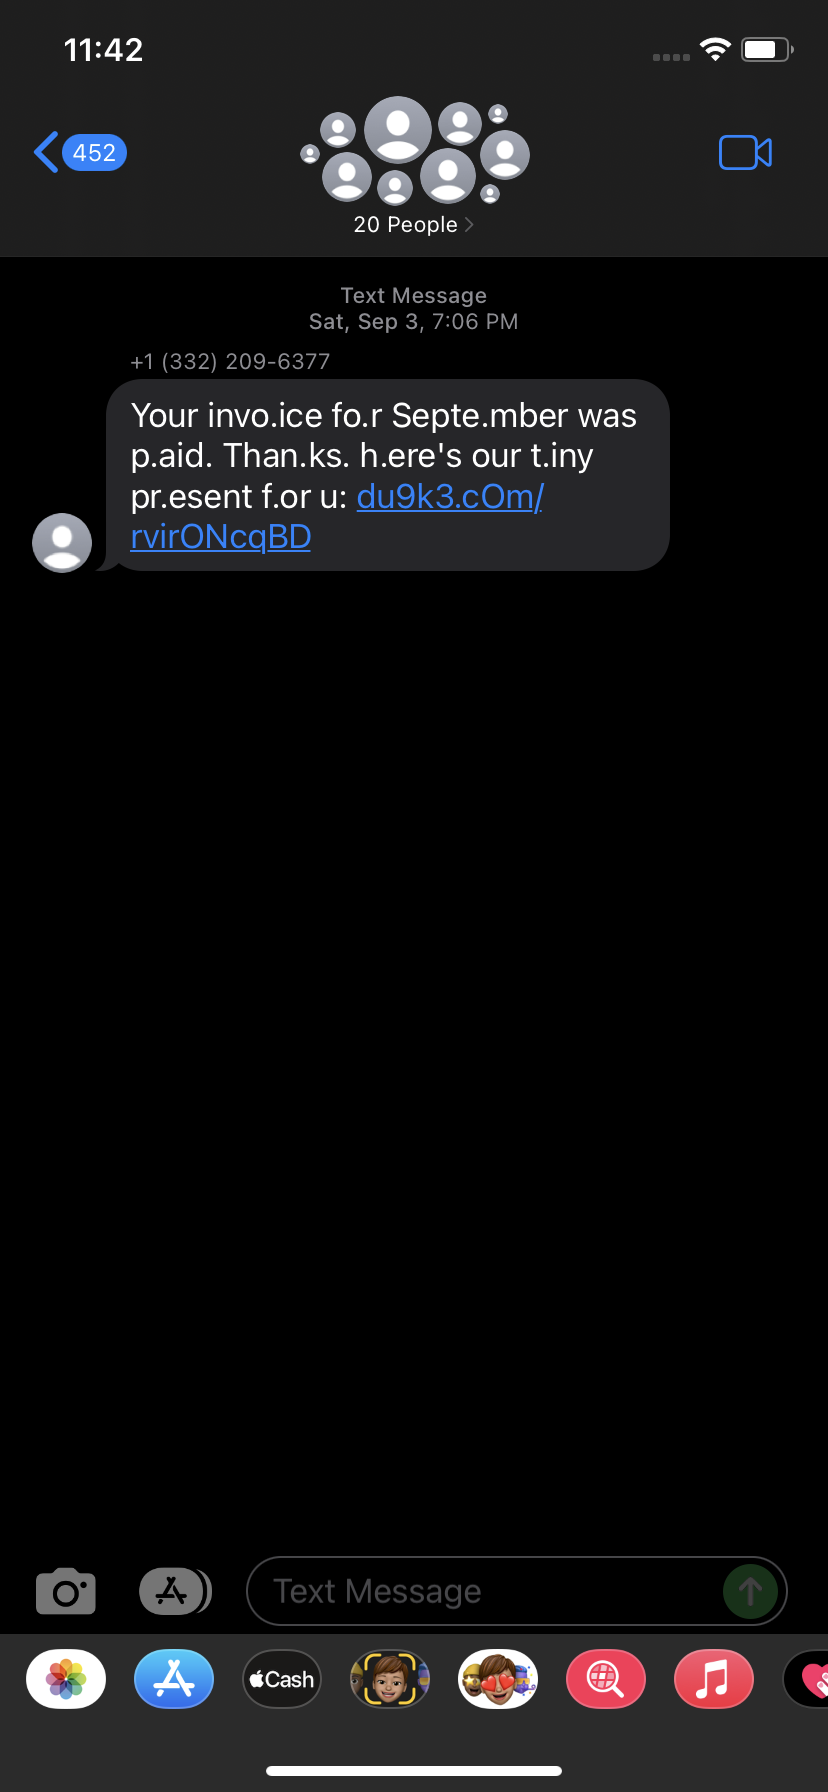 11:42
452
20 People
Text Message
Sat, Sep 3, 7:06 PM
+1 (332) 209-6377
Your invo.ice fo.r Septe.mber was
p.aid. Than.ks. h.ere's our t.iny
pr.esent f.or u: du9k3.cOm/
rvirONcqBD
Text Message
Cash